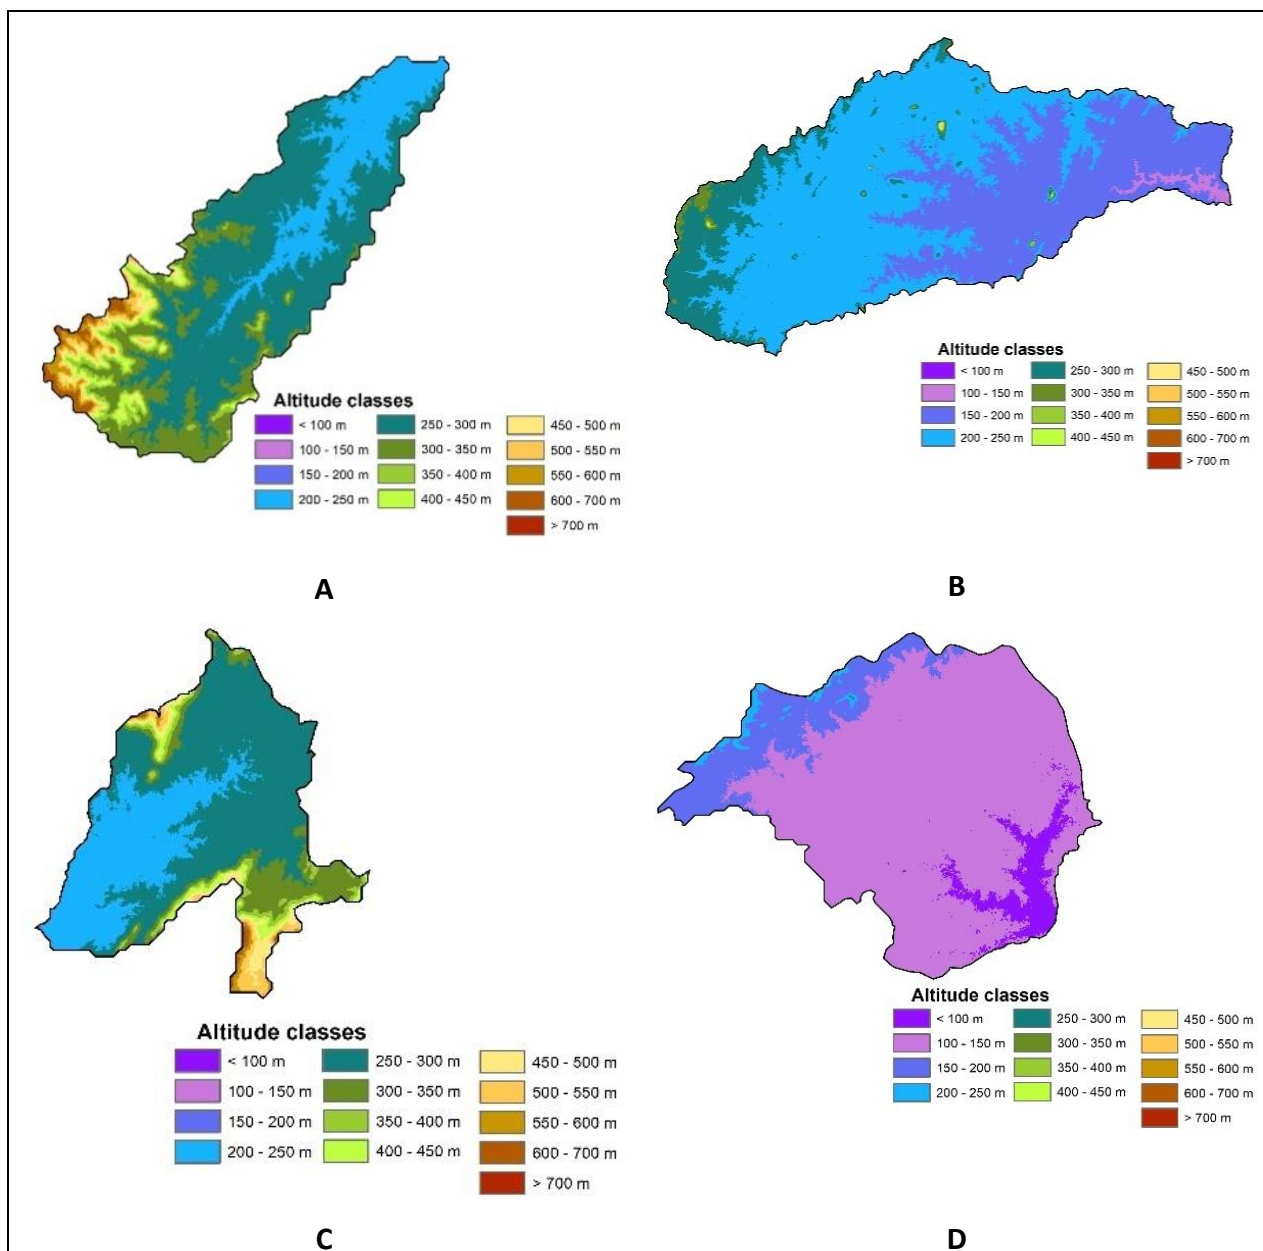 Altitude classes
< 100 m 250 - 300 m 450 - 500 m
100 - 150 m 300 - 350 m 500 - 550 m
150 - 200 m 350 - 400 m 550 - 600 m
200 - 250 m 400 - 450 m 600 - 700 m
> 700 m
A
Altitude classes
< 100 m 250 - 300 m 450 - 500 m
100 - 150 m 300 - 350 m 500 - 550 m
150 - 200 m 350 - 400 m 550 - 600 m
200 - 250 m 400 - 450 m 600 - 700 m
> 700 m
B
Altitude classes
< 100 m 250 - 300 m 450 - 500 m
100 - 150 m 300 - 350 m 500 - 550 m
150 - 200 m 350 - 400 m 550 - 600 m
200 - 250 m 400 - 450 m 600 - 700 m
> 700 m
C
Altitude classes
< 100 m 250 - 300 m 450 - 500 m
100 - 150 m 300 - 350 m 500 - 550 m
150 - 200 m 350 - 400 m 550 - 600 m
200 - 250 m 400 - 450 m 600 - 700 m
> 700 m
D